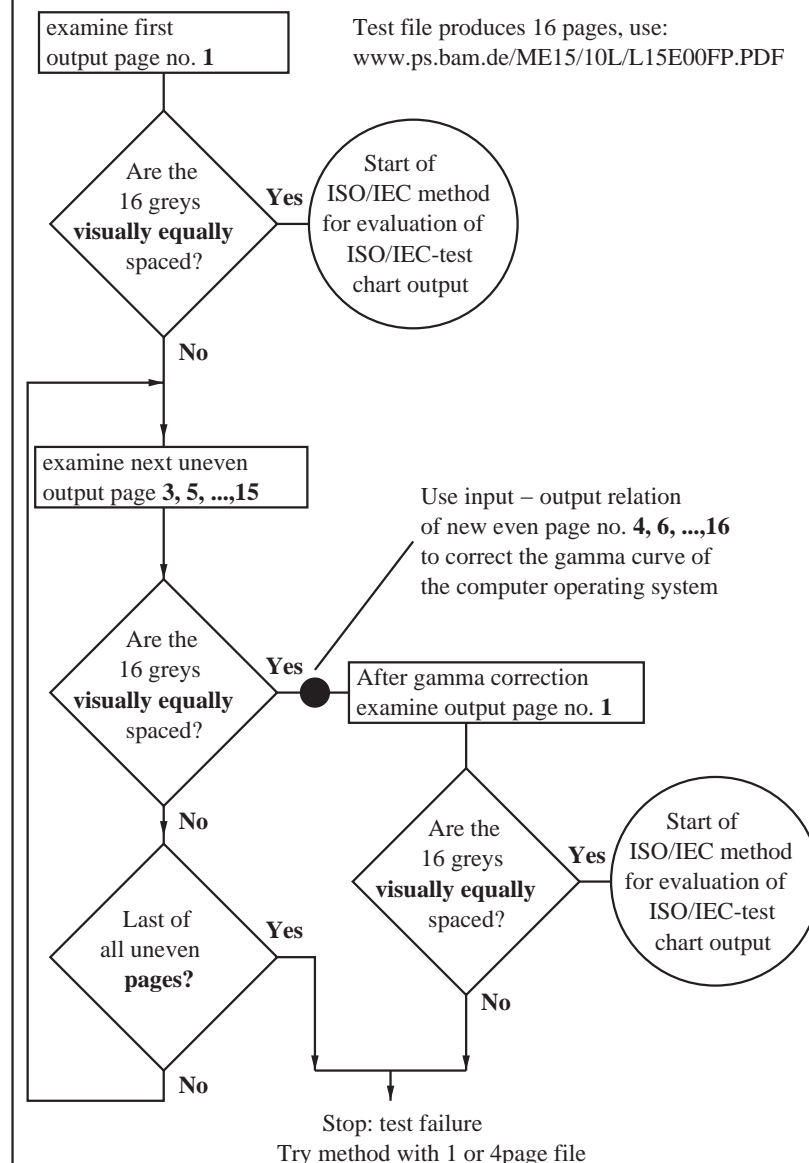 examine first
output page no. 1
Test file produces 16 pages, use:
www.ps.bam.de/ME15/10L/L15E00FP.PDF
Are the
16 greys
visually equally
spaced?
Yes
Start of
ISO/IEC method
for evaluation of
ISO/IEC-test
chart output
No
examine next uneven
output page 3, 5, ...,15
Use input – output relation
of new even page no. 4, 6, ...,16
to correct the gamma curve of
the computer operating system
Are the
16 greys
visually equally
spaced?
Yes
After gamma correction
examine output page no. 1
No
Are the
16 greys
visually equally
spaced?
Yes
Start of
ISO/IEC method
for evaluation of
ISO/IEC-test
chart output
Last of
all uneven
pages?
Yes
No
No
Stop: test failure
Try method with 1 or 4page file